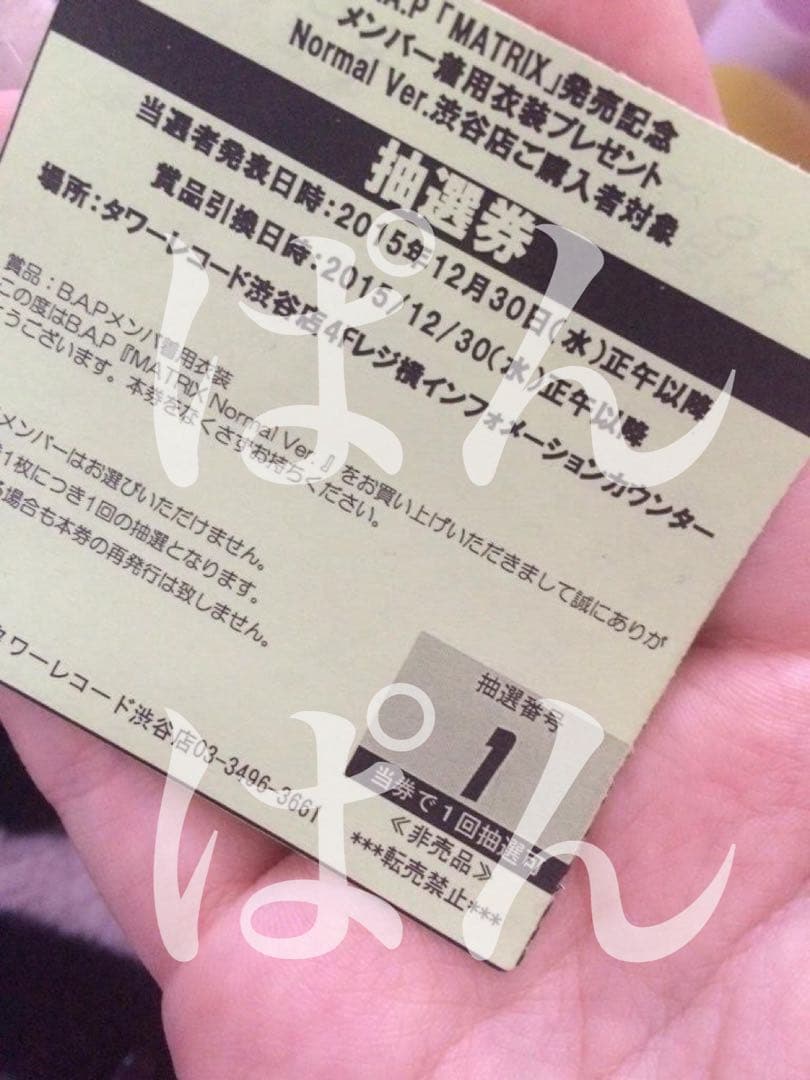 .A.P「MATRIX」発売記念
メンバー着用衣装プレゼント
Normal Ver.渋谷店ご購入者対象
抽選券
当選者発表日時:2015年12月30日(水)正午以降
賞品引換日時:2015/12/30(水)正午以降
場所:タワーレコード渋谷店4Fレジ横インフォメーションカウンター
賞品:B.A.Pメンバー着用衣装
この度はB.A.P『MATRIX Normal Ver.』をお買い上げいただきまして誠にありが
とうございます。本券をなくさずお持ちください。
メンバーはお選びいただけません。
1枚につき1回の抽選となります。
場合も本券の再発行は致しません。
タワーレコード渋谷店03-3496-3661
抽選番号
1
当券で1回抽選可
≪非売品≫
***転売禁止***
ぱん
ぱん